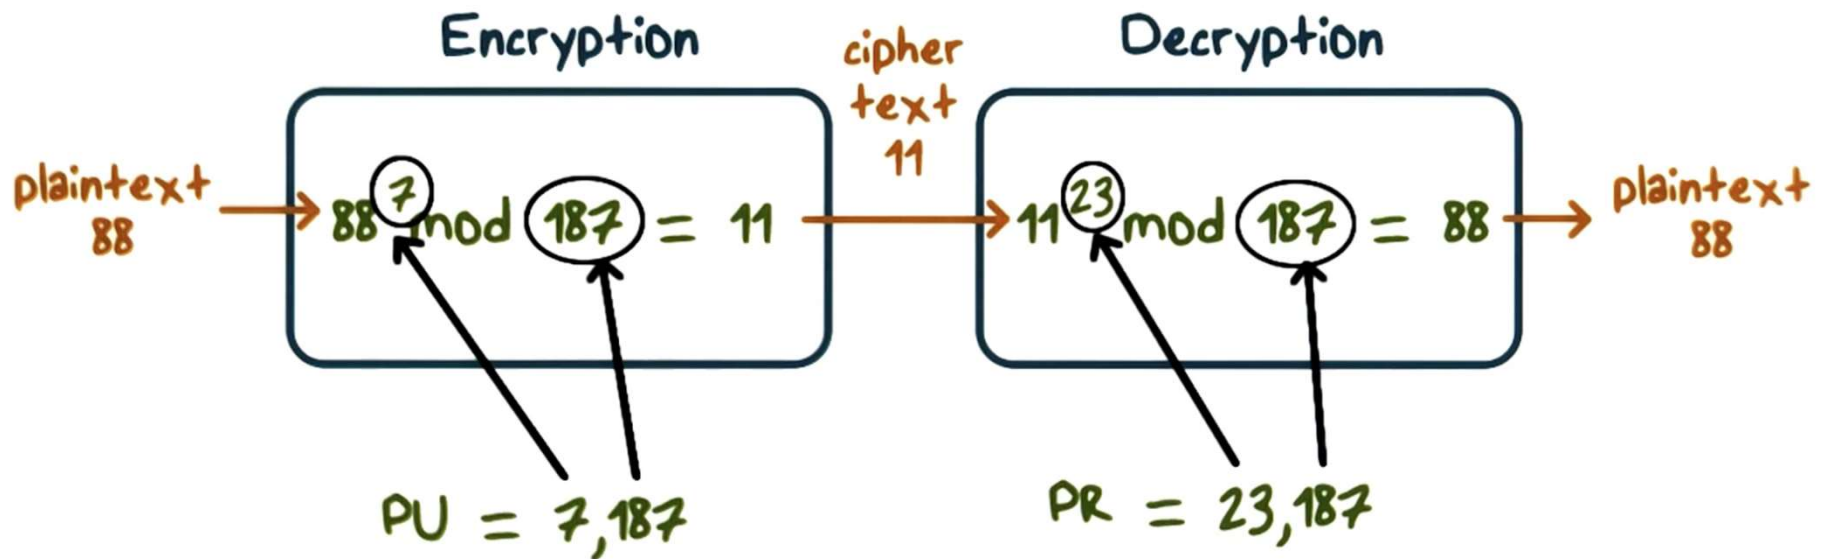 Encryption
Decryption
cipher
text
11
plaintext
88
88^7 mod 187 = 11
11^23 mod 187 = 88
plaintext
88
PU = 7,187
PR = 23,187